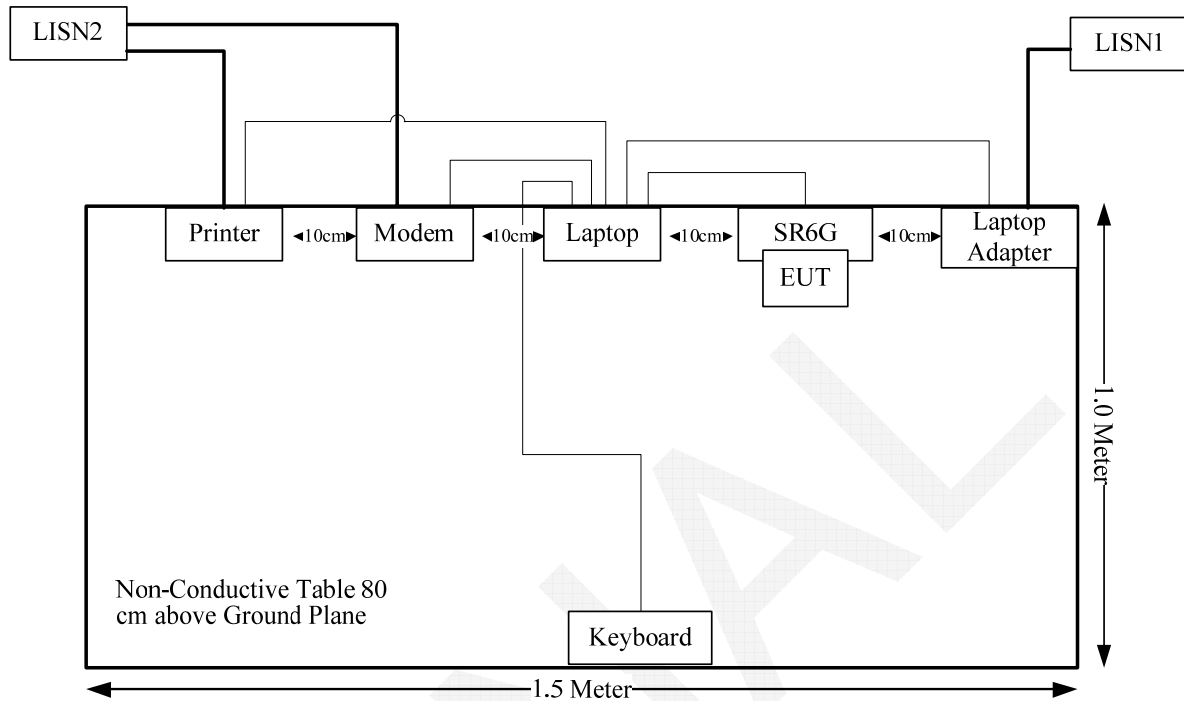 LISN2
LISN1
Printer
10cm
Modem
10cm
Laptop
10cm
SR6G
10cm
Laptop
Adapter
EUT
1.0 Meter
Non-Conductive Table 80
cm above Ground Plane
Keyboard
1.5 Meter